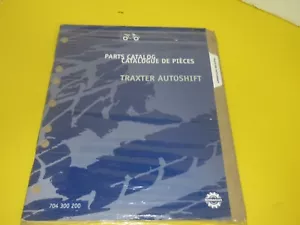 PARTS CATALOG
CATALOGUE DE PIÈCES
TRAXTER AUTOSHIFT
704 300 200